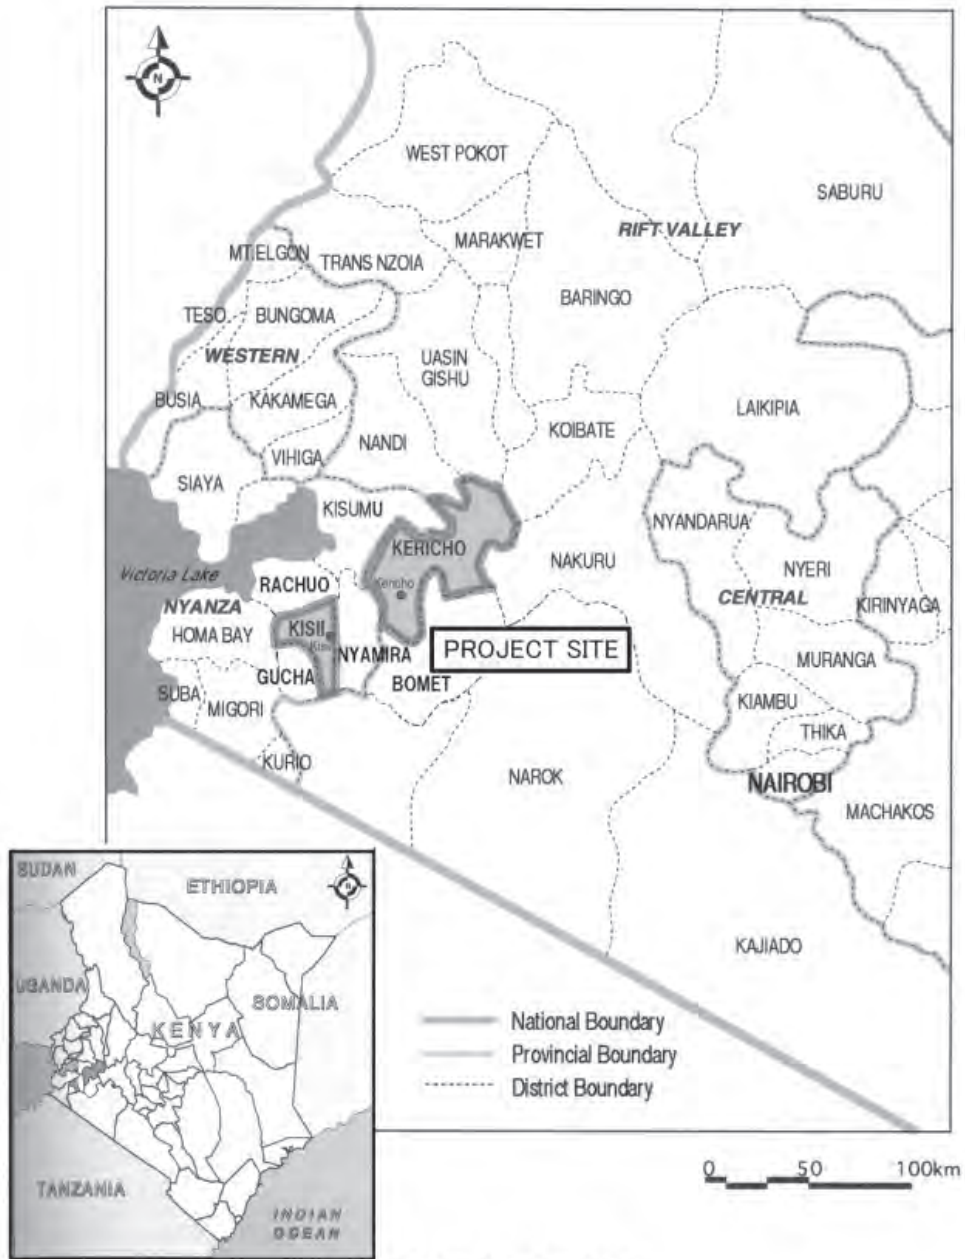 N
WEST POKOT
SABURU
RIFT VALLEY
MARAKWET
MT.ELGON
TRANS NZOIA
BARINGO
TESO
BUNGOMA
WESTERN
UASIN
GISHU
BUSIA
KAKAMEGA
LAIKIPIA
KOIBATE
NANDI
VIHIGA
SIAYA
KISUMU
NYANDARUA
KERICHO
NAKURU
NYERI
Victoria Lake
RACHUO
Kericho
CENTRAL
NYANZA
KIRINYAGA
HOMA BAY
KISII
Kisii
NYAMIRA
PROJECT SITE
MURANGA
GUCHA
BOMET
SUBA
MIGORI
KIAMBU
THIKA
KURIO
NAROK
NAIROBI
MACHAKOS
KAJIADO
SUDAN
ETHIOPIA
N
UGANDA
SOMALIA
KENYA
TANZANIA
INDIAN
OCEAN
National Boundary
Provincial Boundary
District Boundary
0 50 100km